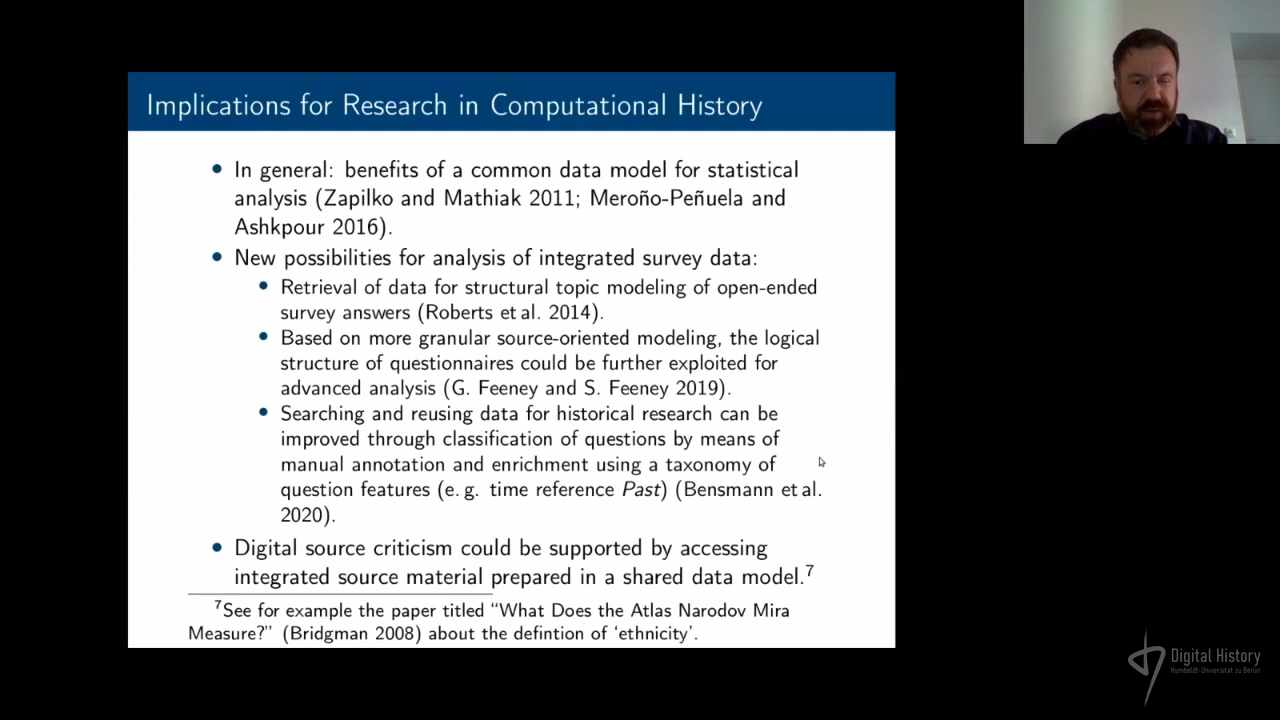 Implications for Research in Computational History
• In general: benefits of a common data model for statistical
analysis (Zapilko and Mathiak 2011; Meroño-Peñuela and
Ashkpour 2016).
• New possibilities for analysis of integrated survey data:
• Retrieval of data for structural topic modeling of open-ended
survey answers (Roberts et al. 2014).
• Based on more granular source-oriented modeling, the logical
structure of questionnaires could be further exploited for
advanced analysis (G. Feeney and S. Feeney 2019).
• Searching and reusing data for historical research can be
improved through classification of questions by means of
manual annotation and enrichment using a taxonomy of
question features (e. g. time reference Past) (Bensmann et al.
2020).
• Digital source criticism could be supported by accessing
integrated source material prepared in a shared data model.⁷
⁷See for example the paper titled “What Does the Atlas Narodov Mira
Measure?” (Bridgman 2008) about the defintion of ‘ethnicity’.
Digital History
Humboldt-Universität zu Berlin